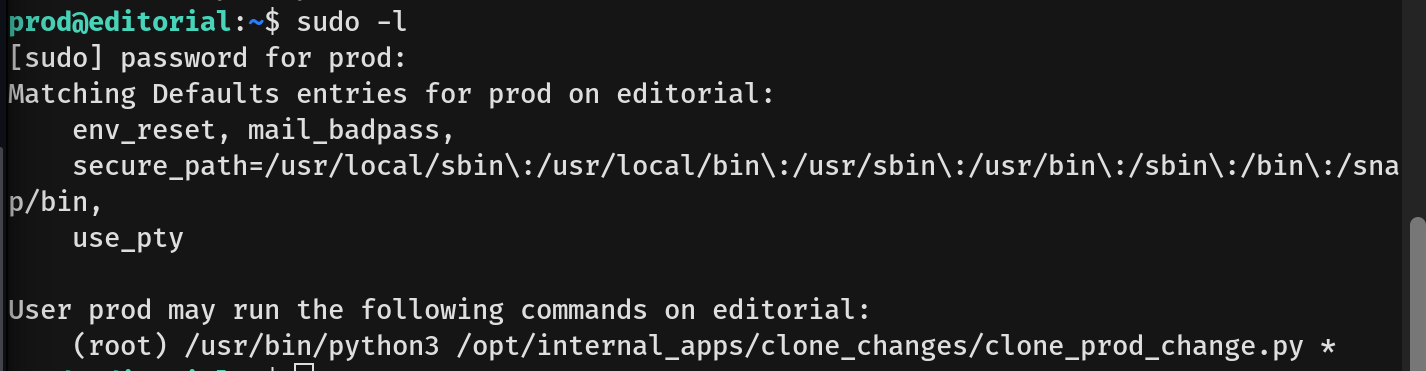 prod@editorial:~$ sudo -l
[sudo] password for prod:
Matching Defaults entries for prod on editorial:
    env_reset, mail_badpass,
    secure_path=/usr/local/sbin\:/usr/local/bin\:/usr/sbin\:/usr/bin\:/sbin\:/bin\:/sna
p/bin,
    use_pty

User prod may run the following commands on editorial:
    (root) /usr/bin/python3 /opt/internal_apps/clone_changes/clone_prod_change.py *